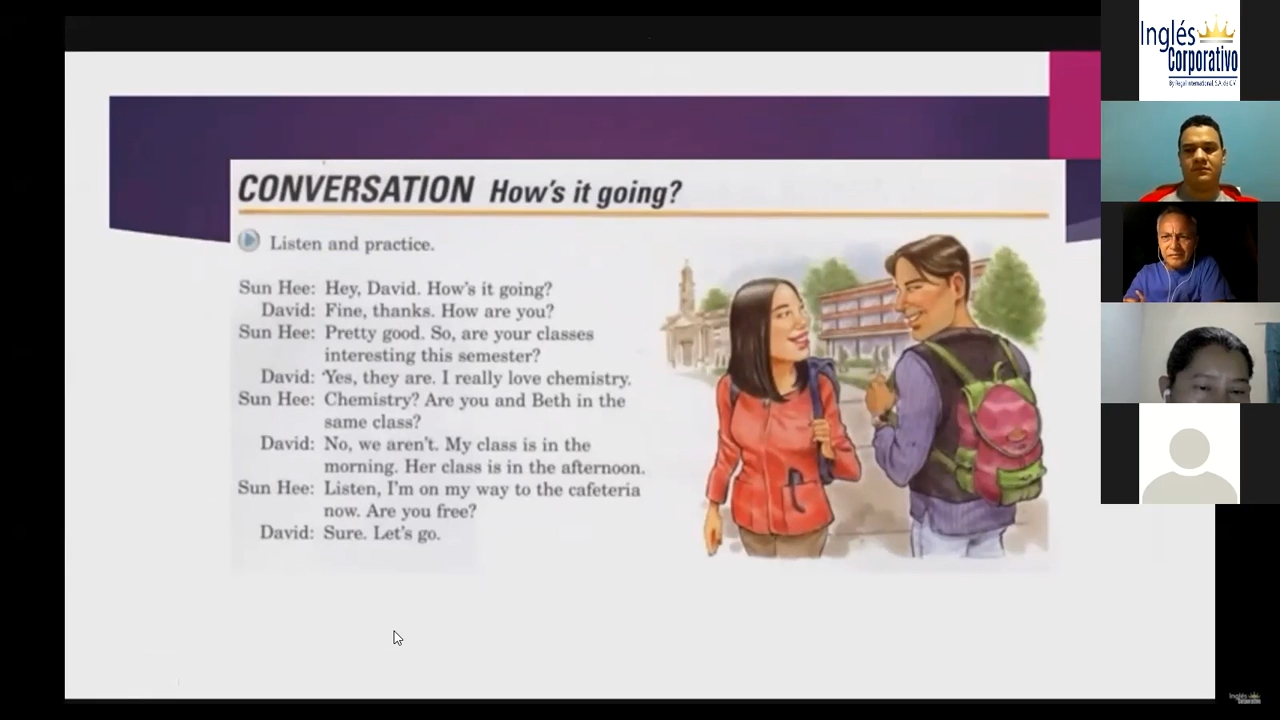 Inglés
Corporativo
CONVERSATION How's it going?
Listen and practice.
Sun Hee: Hey, David. How's it going?
David: Fine, thanks. How are you?
Sun Hee: Pretty good. So, are your classes
interesting this semester?
David: Yes, they are. I really love chemistry.
Sun Hee: Chemistry? Are you and Beth in the
same class?
David: No, we aren't. My class is in the
morning. Her class is in the afternoon.
Sun Hee: Listen, I'm on my way to the cafeteria
now. Are you free?
David: Sure. Let's go.
Inglés
Corporativo